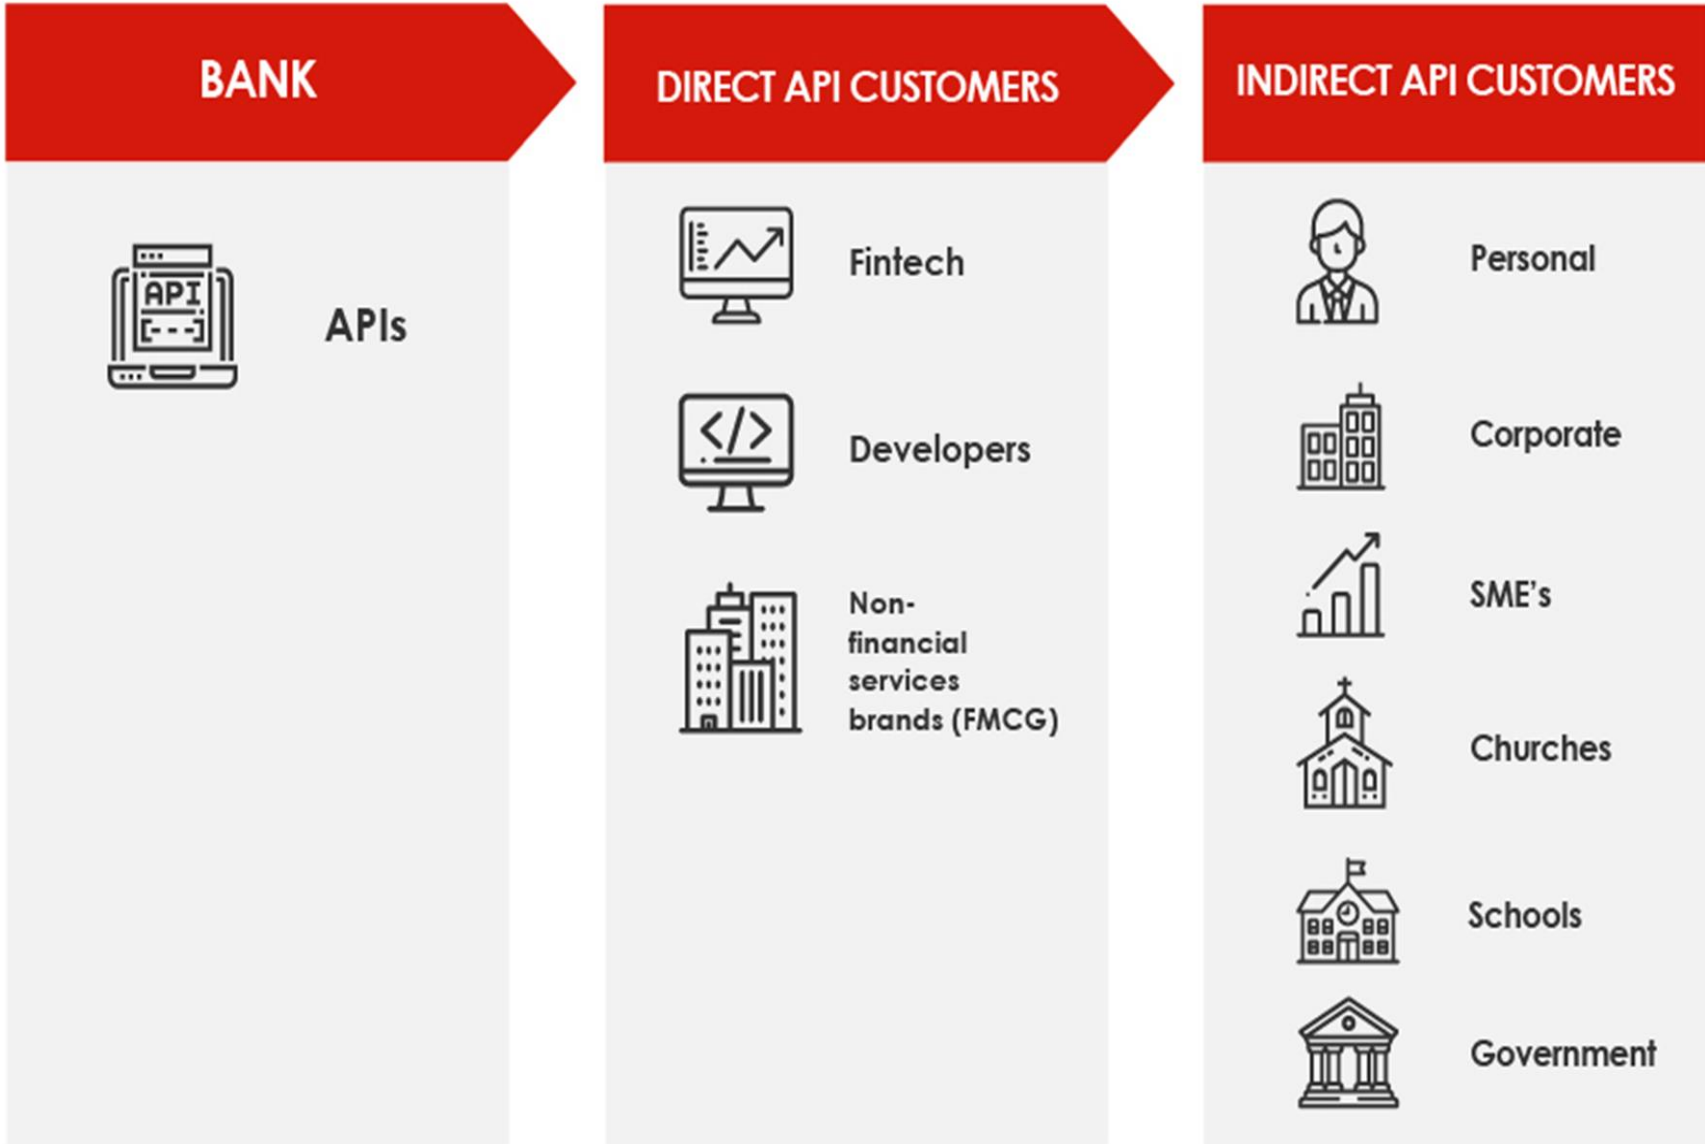 BANK
API
APIs
DIRECT API CUSTOMERS
Fintech
Developers
Non-
financial
services
brands (FMCG)
INDIRECT API CUSTOMERS
Personal
Corporate
SME's
Churches
Schools
Government